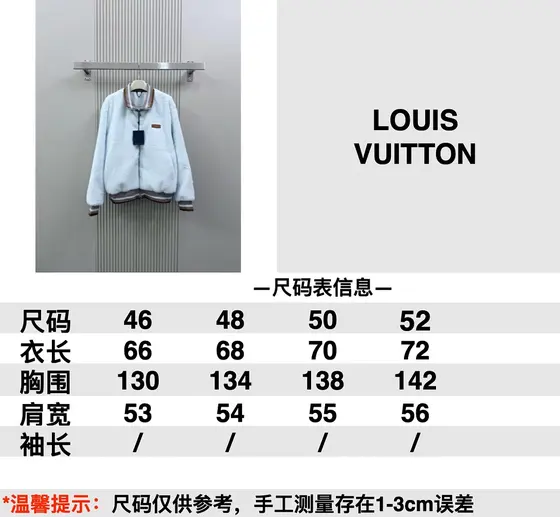 LOUIS
VUITTON
—尺码表信息—
尺码 46 48 50 52
衣长 66 68 70 72
胸围 130 134 138 142
肩宽 53 54 55 56
袖长 / / / /
*温馨提示：尺码仅供参考，手工测量存在1-3cm误差